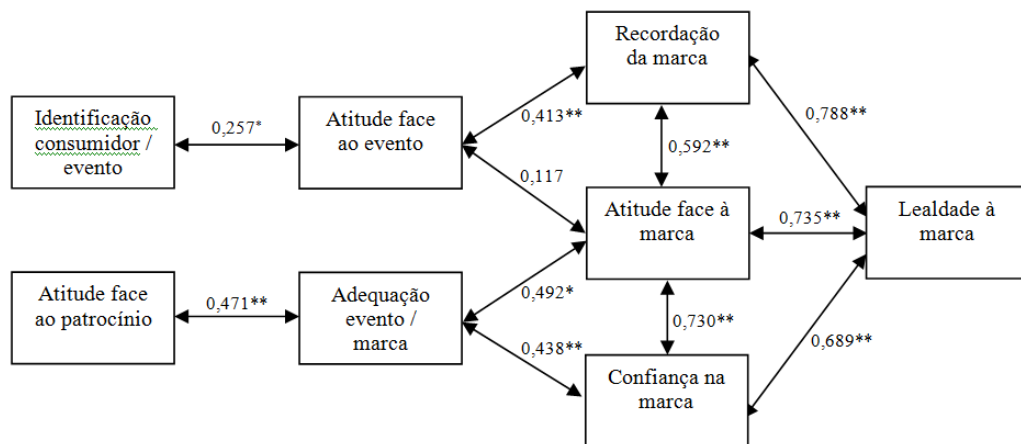 Recordação
da marca
Identificação
consumidor /
evento
0,257*
Atitude face
ao evento
0,413**
0,788**
0,592**
0,117
Atitude face à
marca
0,735**
Lealdade à
marca
Atitude face
ao patrocínio
0,471**
Adequação
evento /
marca
0,492*
0,730**
0,438**
0,689**
Confiança na
marca